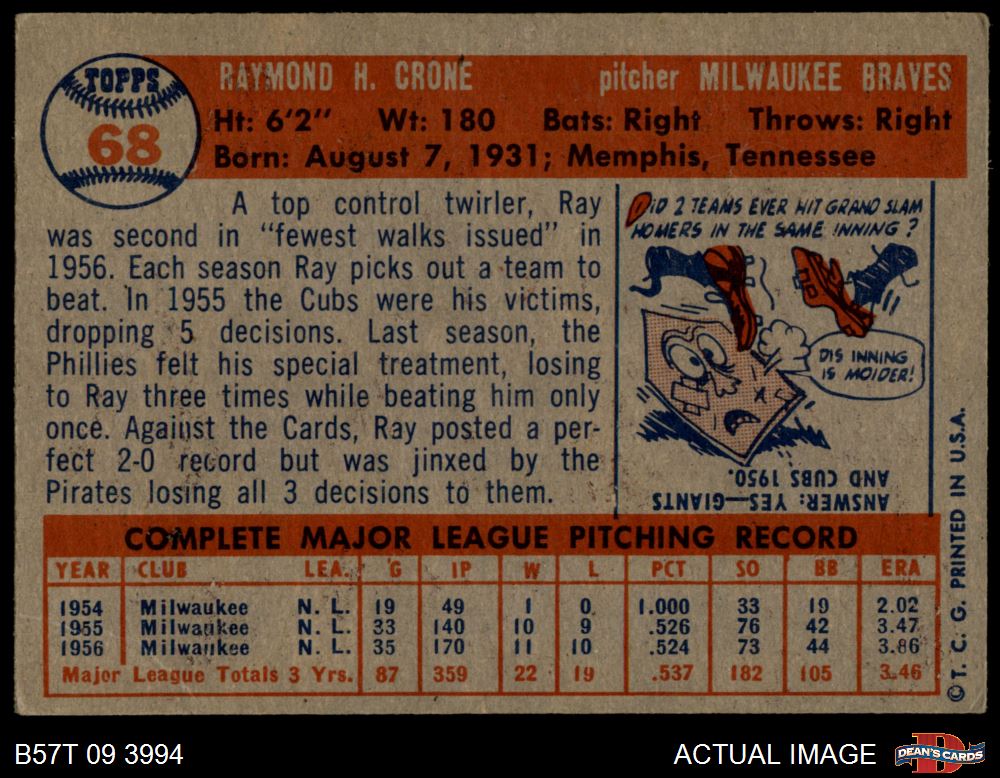 TOPPS
68
RAYMOND H. CRONE pitcher MILWAUKEE BRAVES
Ht: 6'2" Wt: 180 Bats: Right Throws: Right
Born: August 7, 1931; Memphis, Tennessee
A top control twirler, Ray
was second in "fewest walks issued" in
1956. Each season Ray picks out a team to
beat. In 1955 the Cubs were his victims,
dropping 5 decisions. Last season, the
Phillies felt his special treatment, losing
to Ray three times while beating him only
once. Against the Cards, Ray posted a per-
fect 2-0 record but was jinxed by the
Pirates losing all 3 decisions to them.
DID 2 TEAMS EVER HIT GRAND SLAM
HOMERS IN THE SAME INNING?
DIS INNING
IS MOIDER!
ANSWER: YES—GIANTS
AND CUBS 1950.
COMPLETE MAJOR LEAGUE PITCHING RECORD
YEAR CLUB LEA. G IP W L PCT SO BB ERA
1954 Milwaukee N. L. 19 49 1 0 1.000 33 19 2.02
1955 Milwaukee N. L. 33 140 10 9 .526 76 42 3.47
1956 Milwaukee N. L. 35 170 11 10 .524 73 44 3.86
Major League Totals 3 Yrs. 87 359 22 19 .537 182 105 3.46
© T. C. G. PRINTED IN U.S.A.
B57T 09 3994
ACTUAL IMAGE
D
DEAN'S CARDS